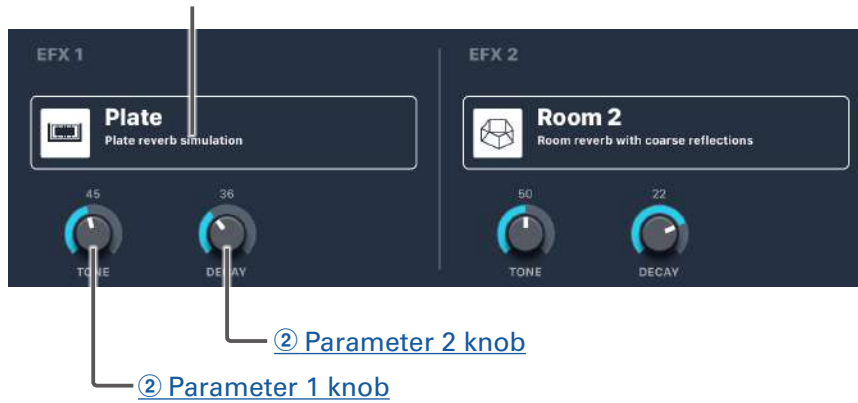 EFX 1
EFX 2
Plate
Plate reverb simulation
Room 2
Room reverb with coarse reflections
45
36
50
22
TONE
DECAY
TONE
DECAY
② Parameter 2 knob
② Parameter 1 knob